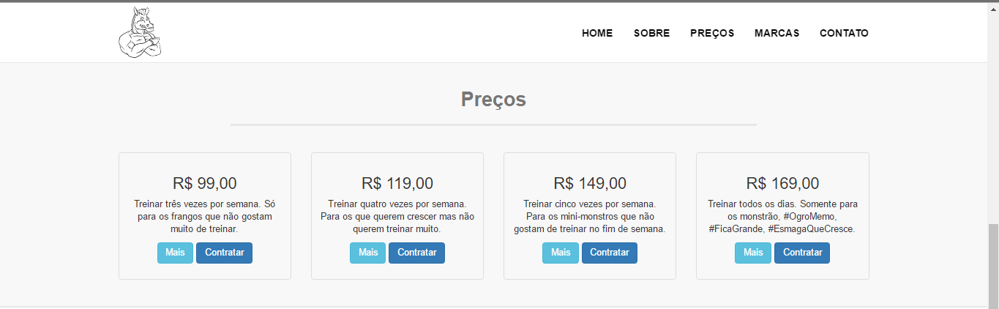 HOME SOBRE PREÇOS MARCAS CONTATO
Preços
R$ 99,00
Treinar três vezes por semana. Só
para os frangos que não gostam
muito de treinar.
Mais Contratar
R$ 119,00
Treinar quatro vezes por semana.
Para os que querem crescer mas não
querem treinar muito.
Mais Contratar
R$ 149,00
Treinar cinco vezes por semana.
Para os mini-monstros que não
gostam de treinar no fim de semana.
Mais Contratar
R$ 169,00
Treinar todos os dias. Somente para
os monstrão, #OgroMemo,
#FicaGrande, #EsmagaQueCresce.
Mais Contratar